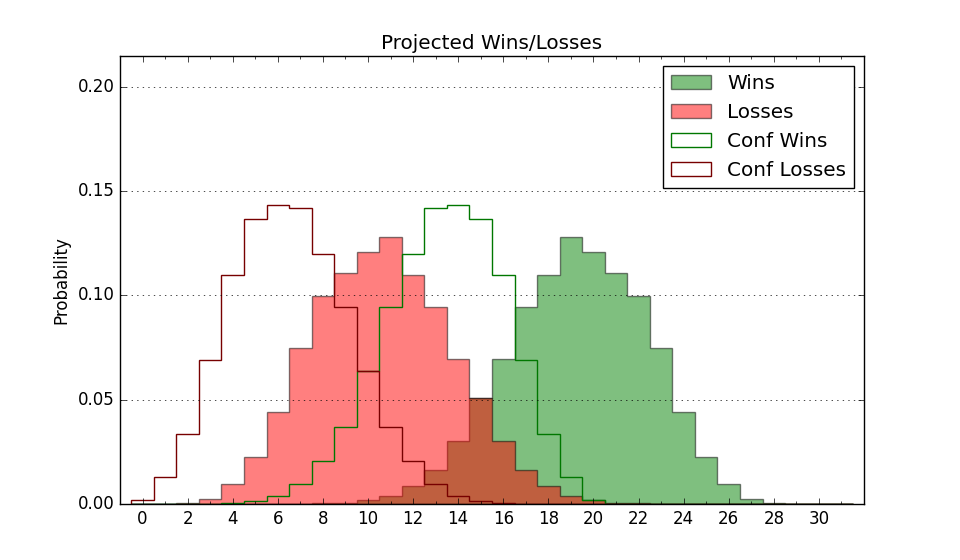 Projected Wins/Losses
Probability
0.20
0.15
0.10
0.05
0.00
0 2 4 6 8 10 12 14 16 18 20 22 24 26 28 30
Wins
Losses
Conf Wins
Conf Losses